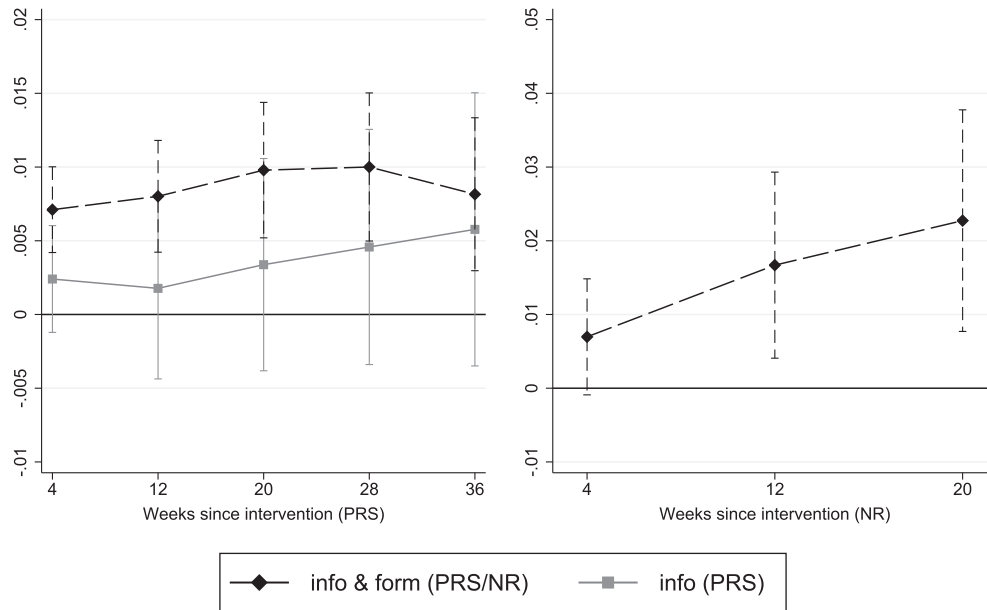 .02
.015
.01
.005
0
-.005
-.01
4 12 20 28 36
Weeks since intervention (PRS)
.05
.04
.03
.02
.01
0
-.01
4 12 20
Weeks since intervention (NR)
info & form (PRS/NR) info (PRS)